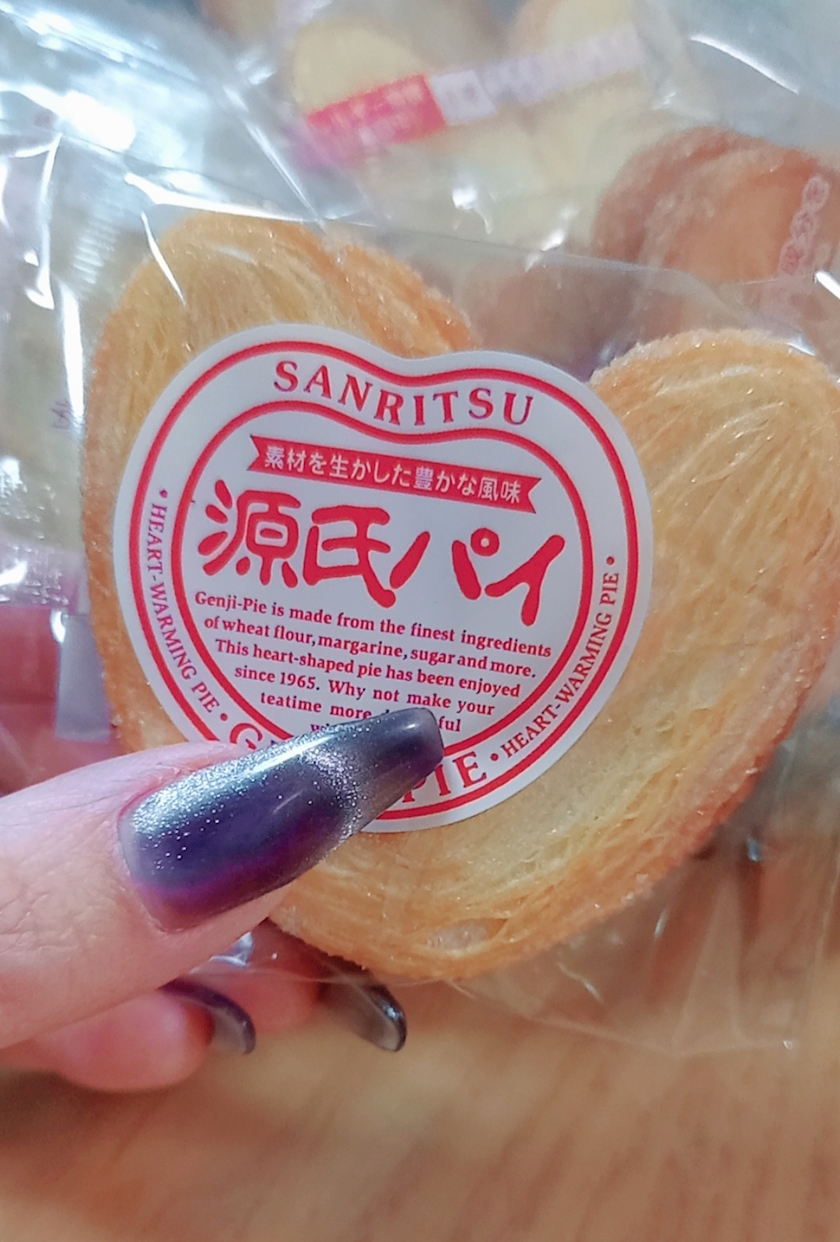 SANRITSU
素材を生かした豊かな風味
源氏パイ
Genji-Pie is made from the finest ingredients
of wheat flour, margarine, sugar and more.
This heart-shaped pie has been enjoyed
since 1965. Why not make your
teatime more
PIE
• HEART-WARMING PIE •
HEART-WARMING PIE •